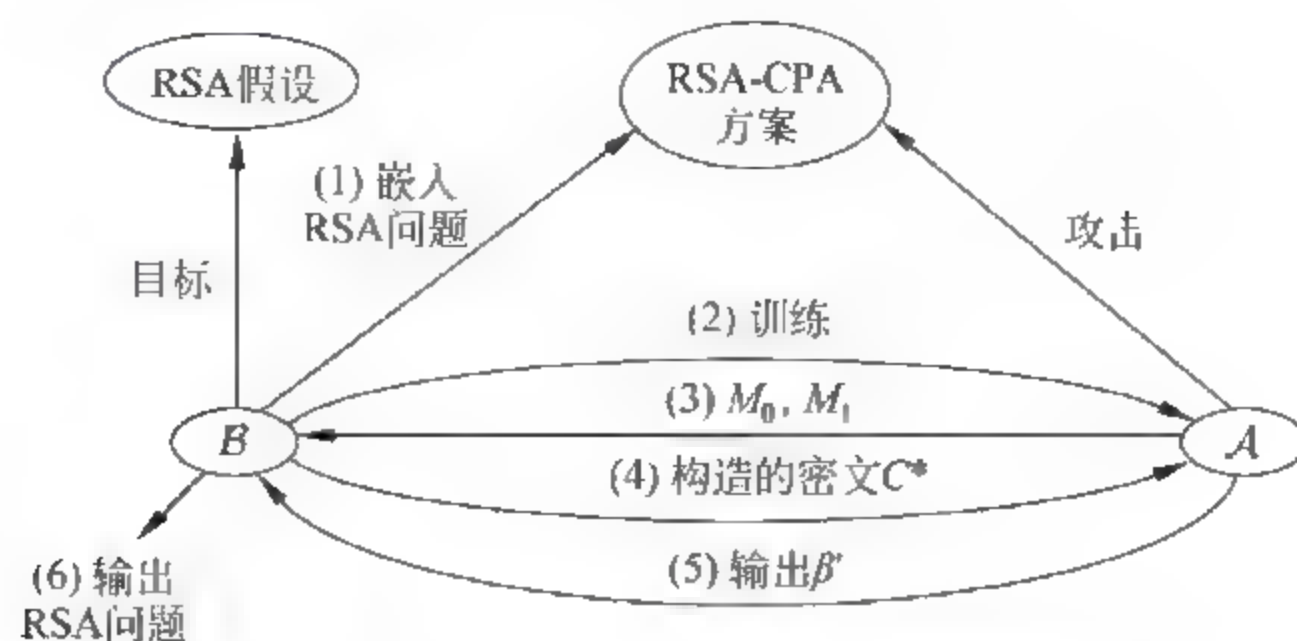 RSA假设
RSA-CPA
方案
(1) 嵌入
RSA问题
攻击
目标
(2) 训练
(3) M₀, M₁
B
A
(4) 构造的密文C*
(5) 输出β'
(6) 输出
RSA问题